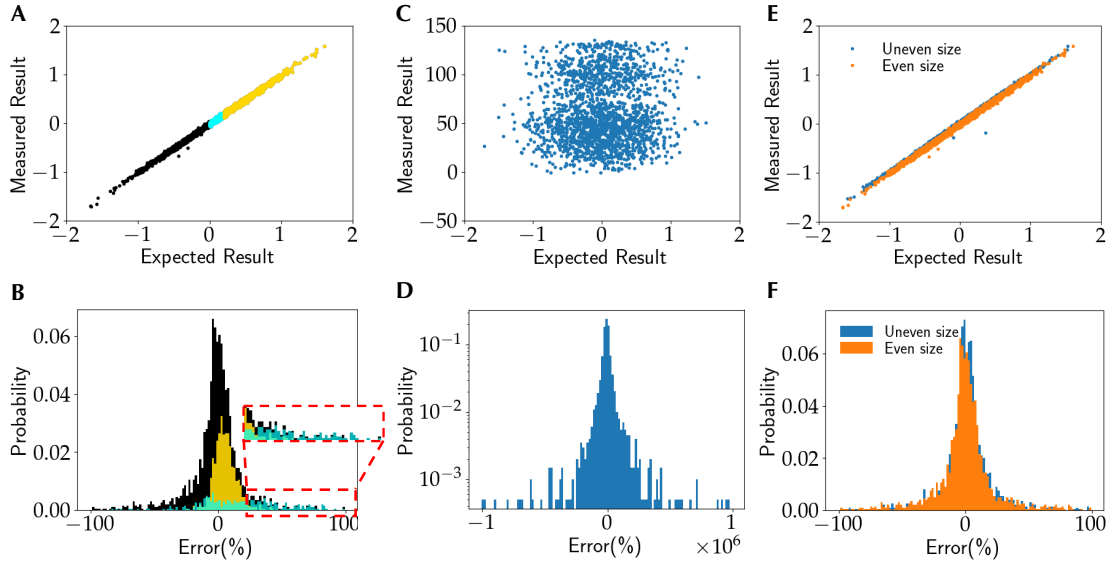 A
2
1
0
−1
−2
−2
−1
0
1
2
Measured Result
Expected Result
C
150
100
50
0
−50
−2
−1
0
1
2
Measured Result
Expected Result
E
2
1
0
−1
−2
−2
−1
0
1
2
Uneven size
Even size
Measured Result
Expected Result
B
0.06
0.04
0.02
0.00
−100
0
100
Probability
Error(%)
D
10⁻¹
10⁻²
10⁻³
−1
0
1
×10⁶
Probability
Error(%)
F
0.06
0.04
0.02
0.00
−100
0
100
Uneven size
Even size
Probability
Error(%)